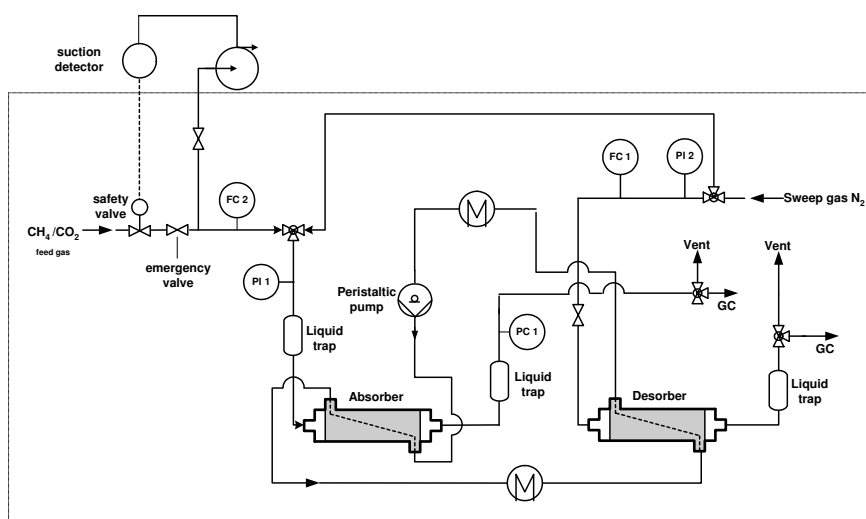 suction
detector
safety
valve
FC 2
FC 1
PI 2
Sweep gas N2
CH4 /CO2
feed gas
emergency
valve
PI 1
Peristaltic
pump
Vent
Vent
GC
Liquid
trap
PC 1
GC
Liquid
trap
Liquid
trap
Absorber
Desorber